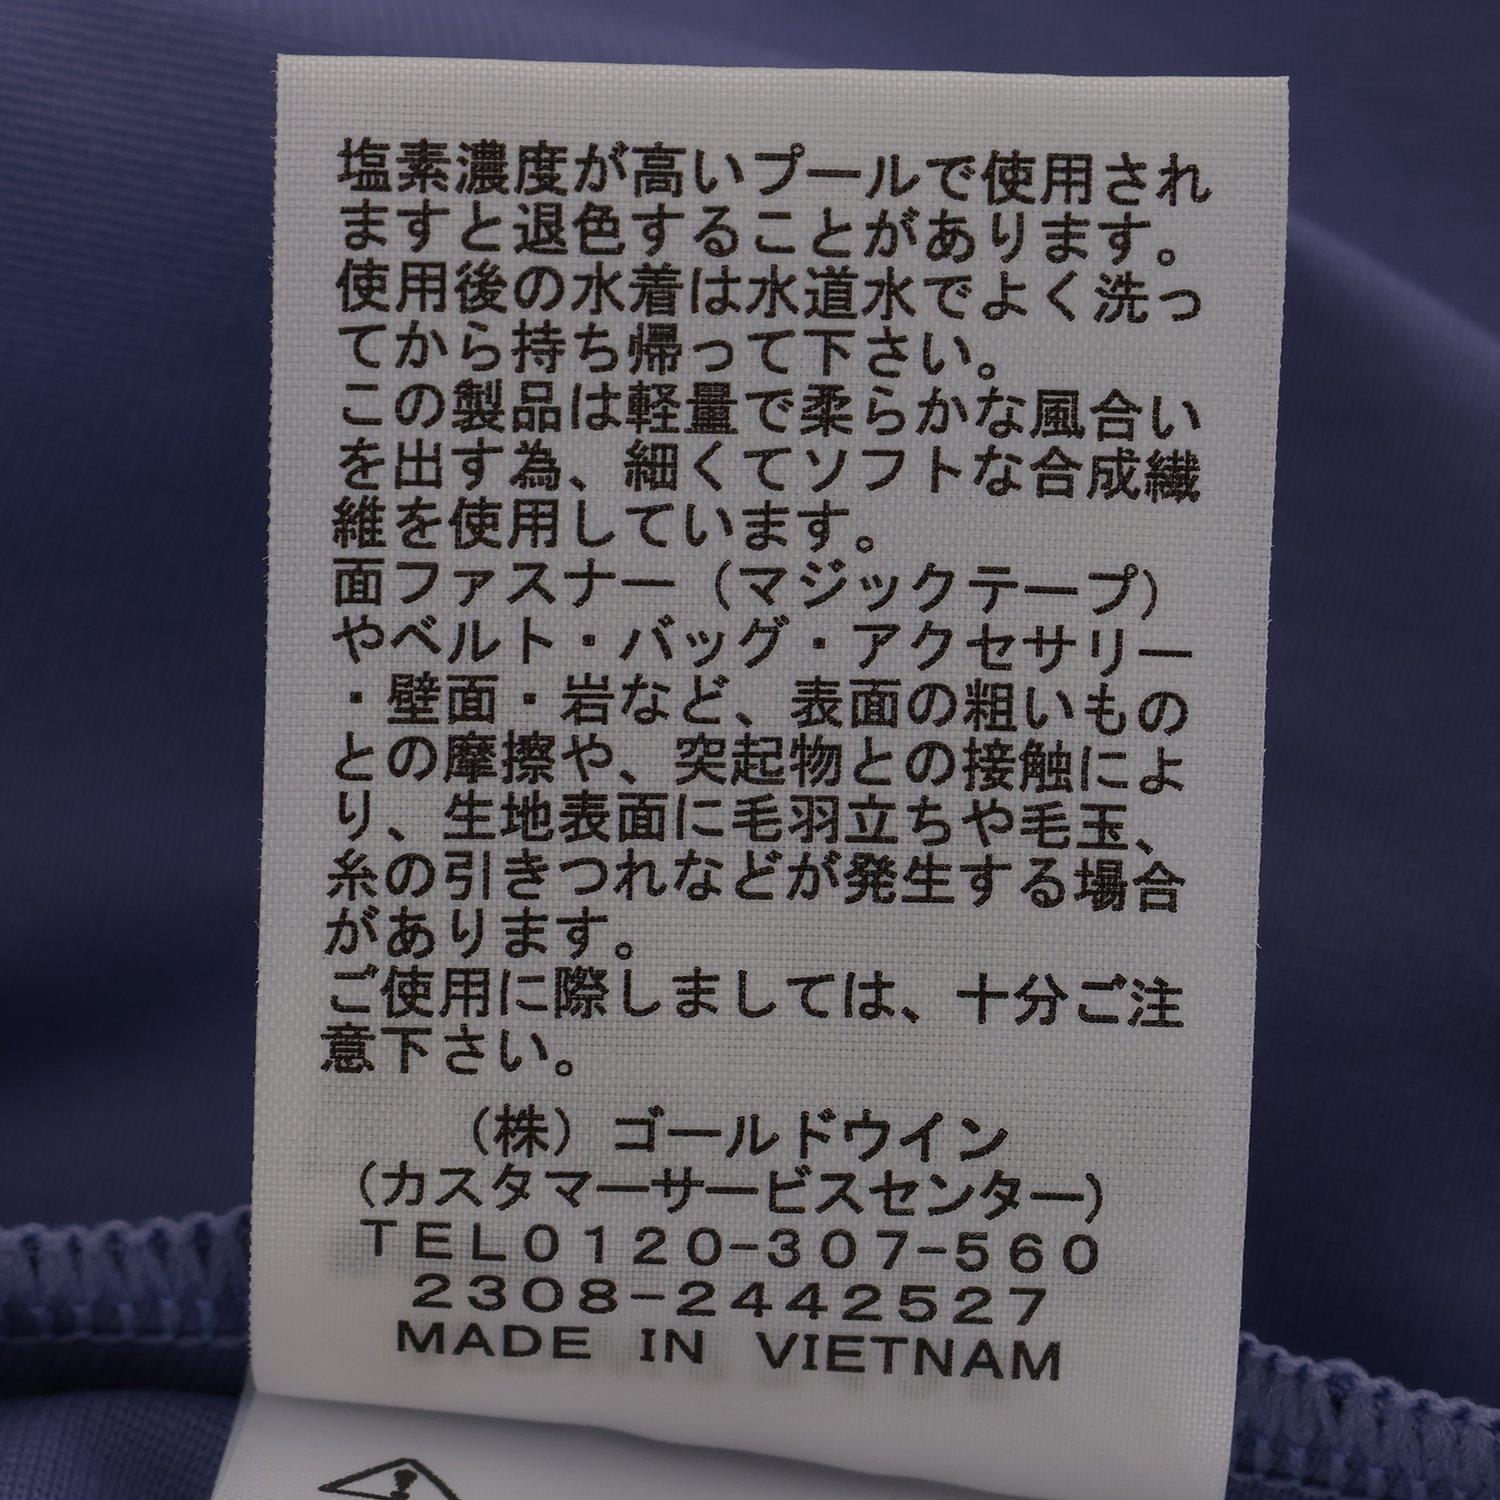 塩素濃度が高いプールで使用され
ますと退色することがあります。
使用後の水着は水道水でよく洗っ
てから持ち帰って下さい。
この製品は軽量で柔らかな風合い
を出す為、細くてソフトな合成繊
維を使用しています。
面ファスナー（マジックテープ）
やベルト・バッグ・アクセサリー
・壁面・岩など、表面の粗いもの
との摩擦や、突起物との接触によ
り、生地表面に毛羽立ちや毛玉、
糸の引きつれなどが発生する場合
があります。
ご使用に際しましては、十分ご注
意下さい。
（株）ゴールドウイン
（カスタマーサービスセンター）
ＴＥＬ０１２０－３０７－５６０
２３０８－２４４２５２７
ＭＡＤＥ ＩＮ ＶＩＥＴＮＡＭ